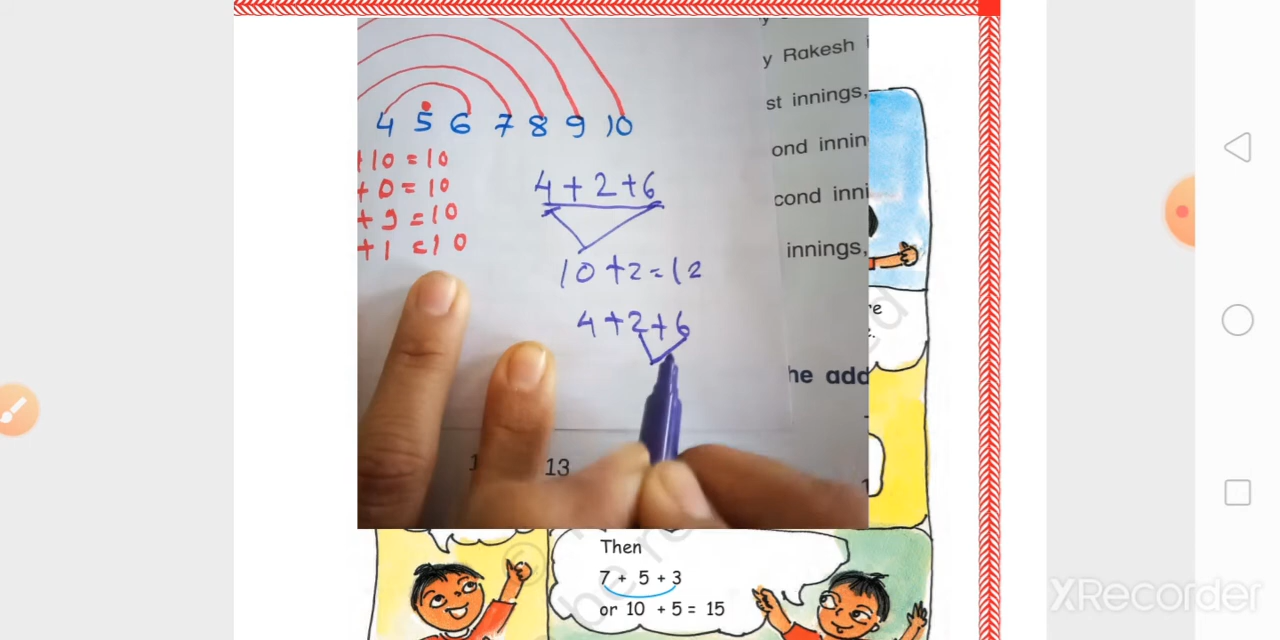 y Rakesh
st innings,
ond innin
cond inni
innings,
4 5 6 7 8 9 10
+10 = 10
+ 0 = 10
+ 9 = 10
+ 1 = 10
4 + 2 + 6
10 + 2 = 12
4 + 2 + 6
re
he add
13
Then
7 + 5 + 3
or 10 + 5 = 15
XRecorder